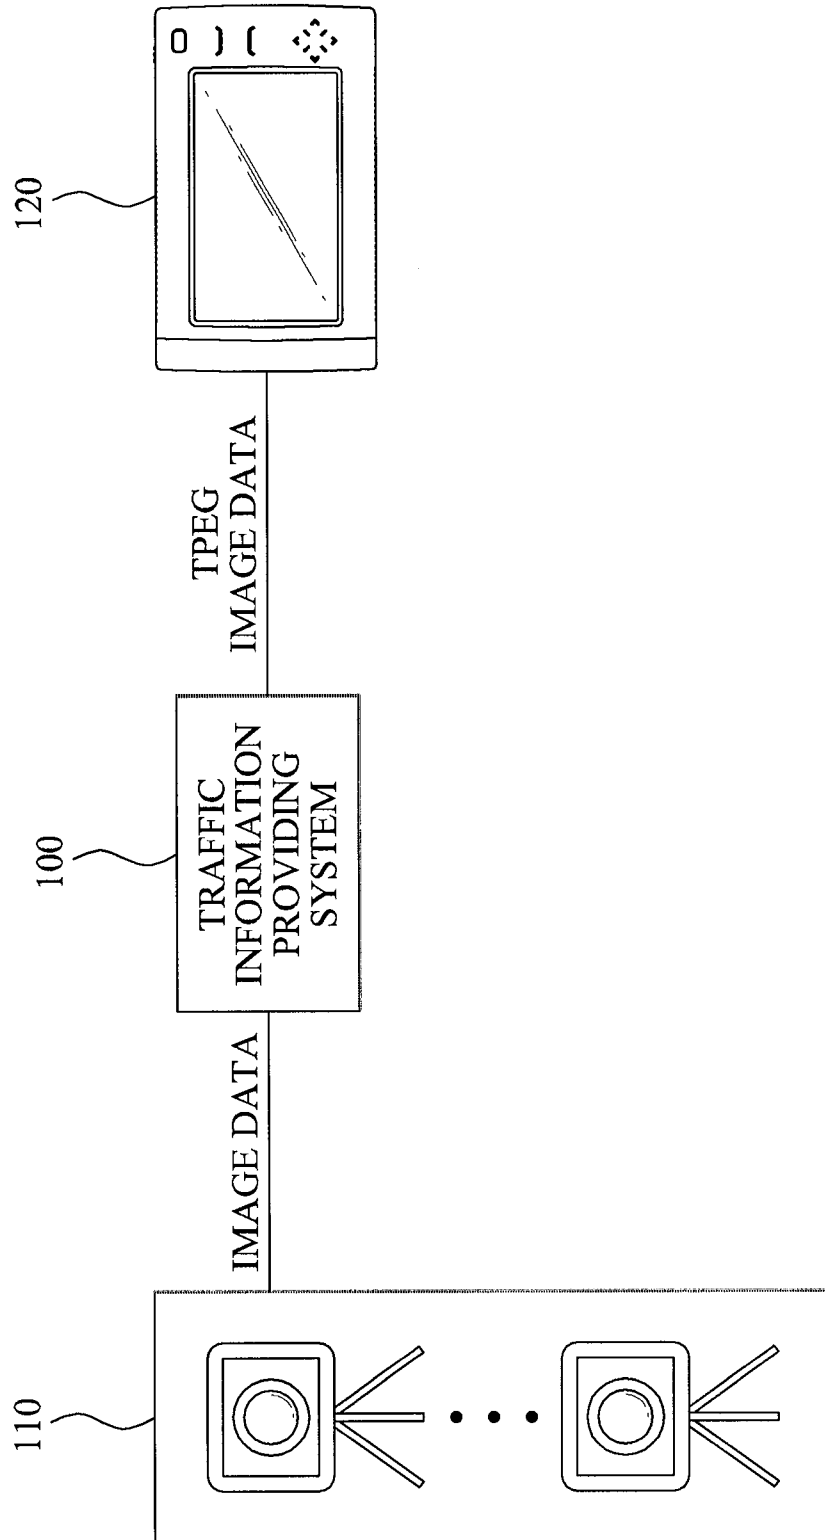 110
IMAGE DATA
100
TRAFFIC
INFORMATION
PROVIDING
SYSTEM
TPEG
IMAGE DATA
120